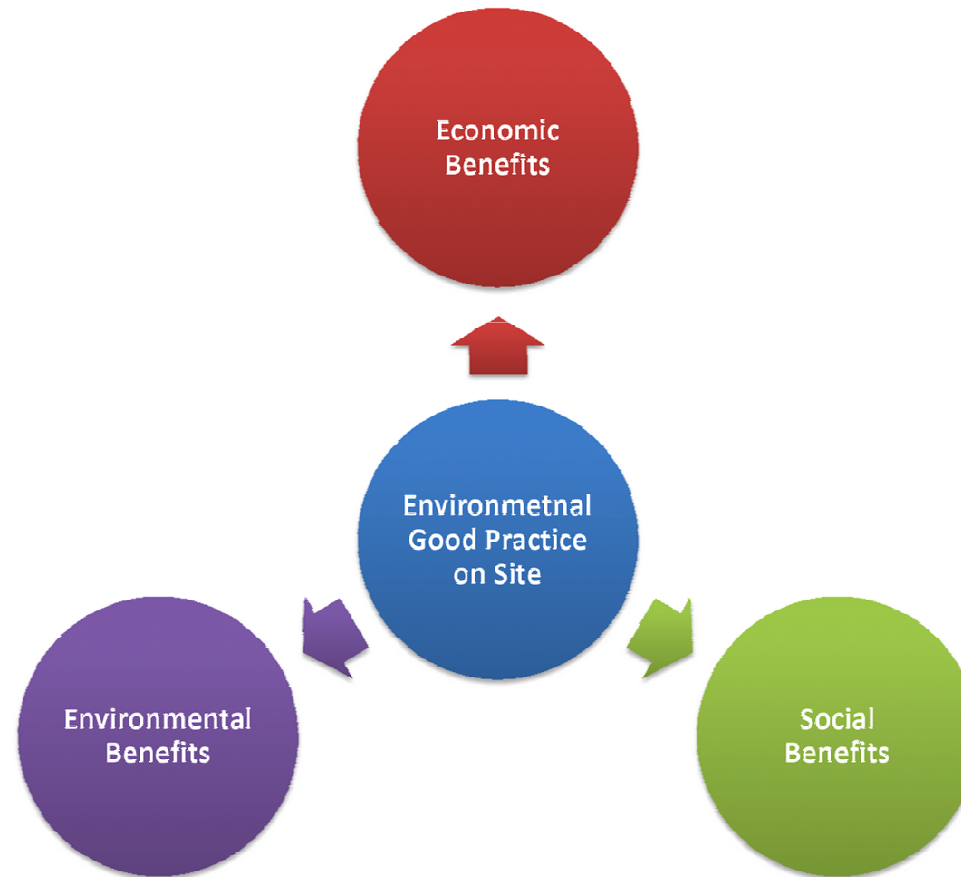 Economic
Benefits
Environmetnal
Good Practice
on Site
Environmental
Benefits
Social
Benefits